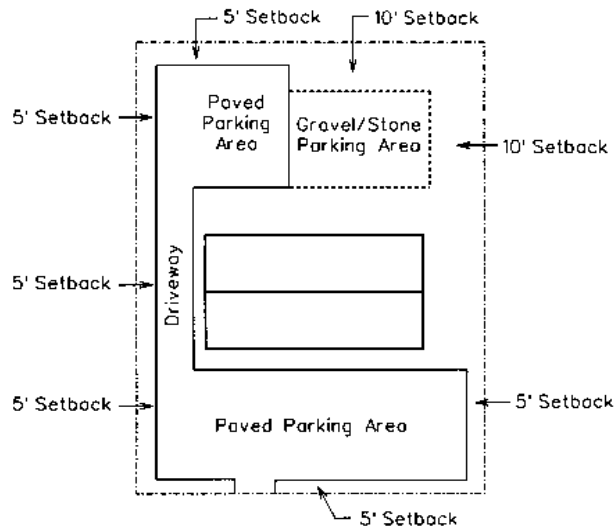 5' Setback
10' Setback
5' Setback
Paved
Parking
Area
Gravel/Stone
Parking Area
10' Setback
5' Setback
Driveway
5' Setback
5' Setback
Paved Parking Area
5' Setback